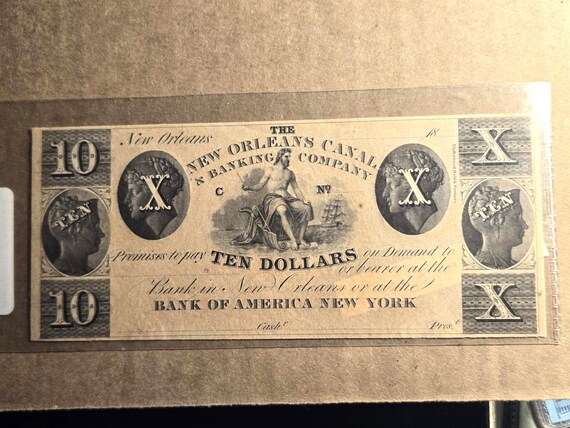 THE
New Orleans 18
NEW ORLEANS CANAL
& BANKING COMPANY
10 X
X X
C No
TEN TEN
Promises to pay TEN DOLLARS on Demand to
or bearer at the
Bank in New Orleans or at the
BANK OF AMERICA NEW YORK
10 X
Cashr. Prest.